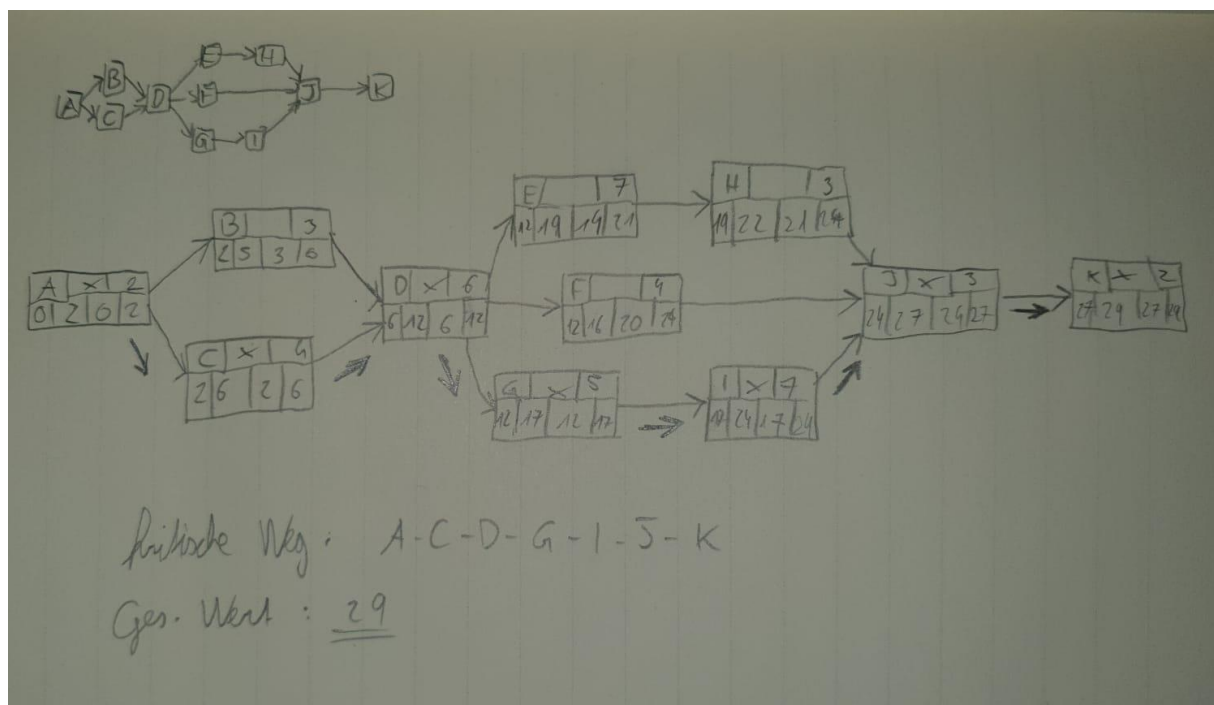 E H
B
A D F J K
C
G I
E 7
12 19 14 21
H 3
19 22 21 24
B 3
2 5 3 6
A x 2
0 2 0 2
D x 6
6 12 6 12
F 4
12 16 20 24
J x 3
24 27 24 27
K x 2
27 29 27 29
C x 4
2 6 2 6
G x 5
12 17 12 17
I x 7
17 24 17 24
kritische Weg: A-C-D-G-I-J-K
Ges. Wert: 29